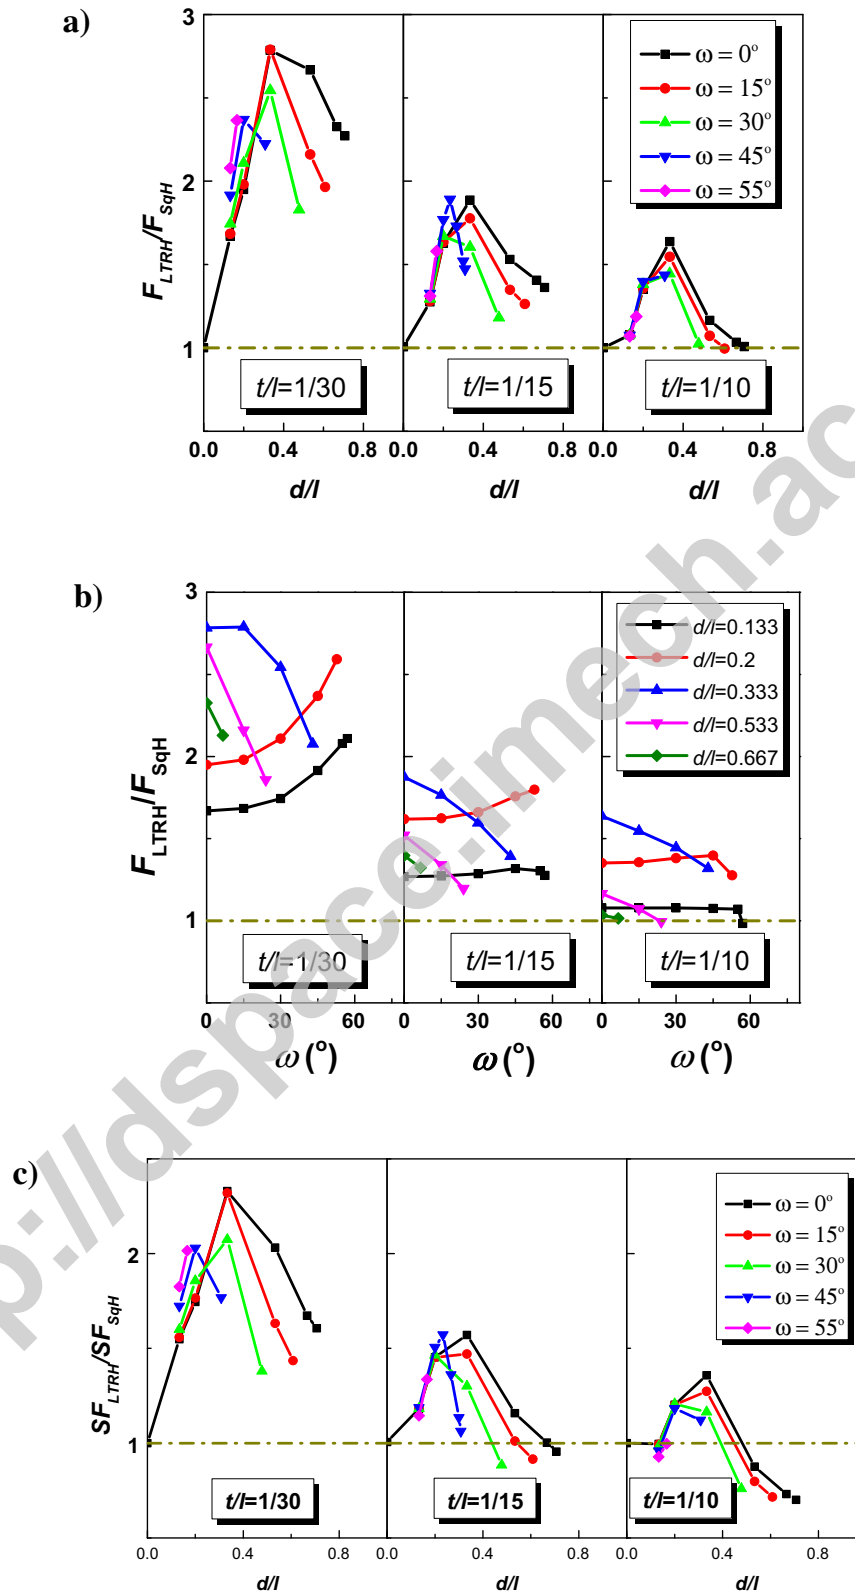 a)
F_LTRH/F_SqH
3
2
1
ω = 0°
ω = 15°
ω = 30°
ω = 45°
ω = 55°
t/l=1/30
t/l=1/15
t/l=1/10
0.0 0.4 0.8 0.0 0.4 0.8 0.0 0.4 0.8
d/l d/l d/l
b)
F_LTRH/F_SqH
3
2
1
d/l=0.133
d/l=0.2
d/l=0.333
d/l=0.533
d/l=0.667
t/l=1/30
t/l=1/15
t/l=1/10
0 30 60 0 30 60 0 30 60
ω (°) ω (°) ω (°)
c)
SF_LTRH/SF_SqH
2
1
ω = 0°
ω = 15°
ω = 30°
ω = 45°
ω = 55°
t/l=1/30
t/l=1/15
t/l=1/10
0.0 0.4 0.8 0.0 0.4 0.8 0.0 0.4 0.8
d/l d/l d/l
p://dspace.imech.ac